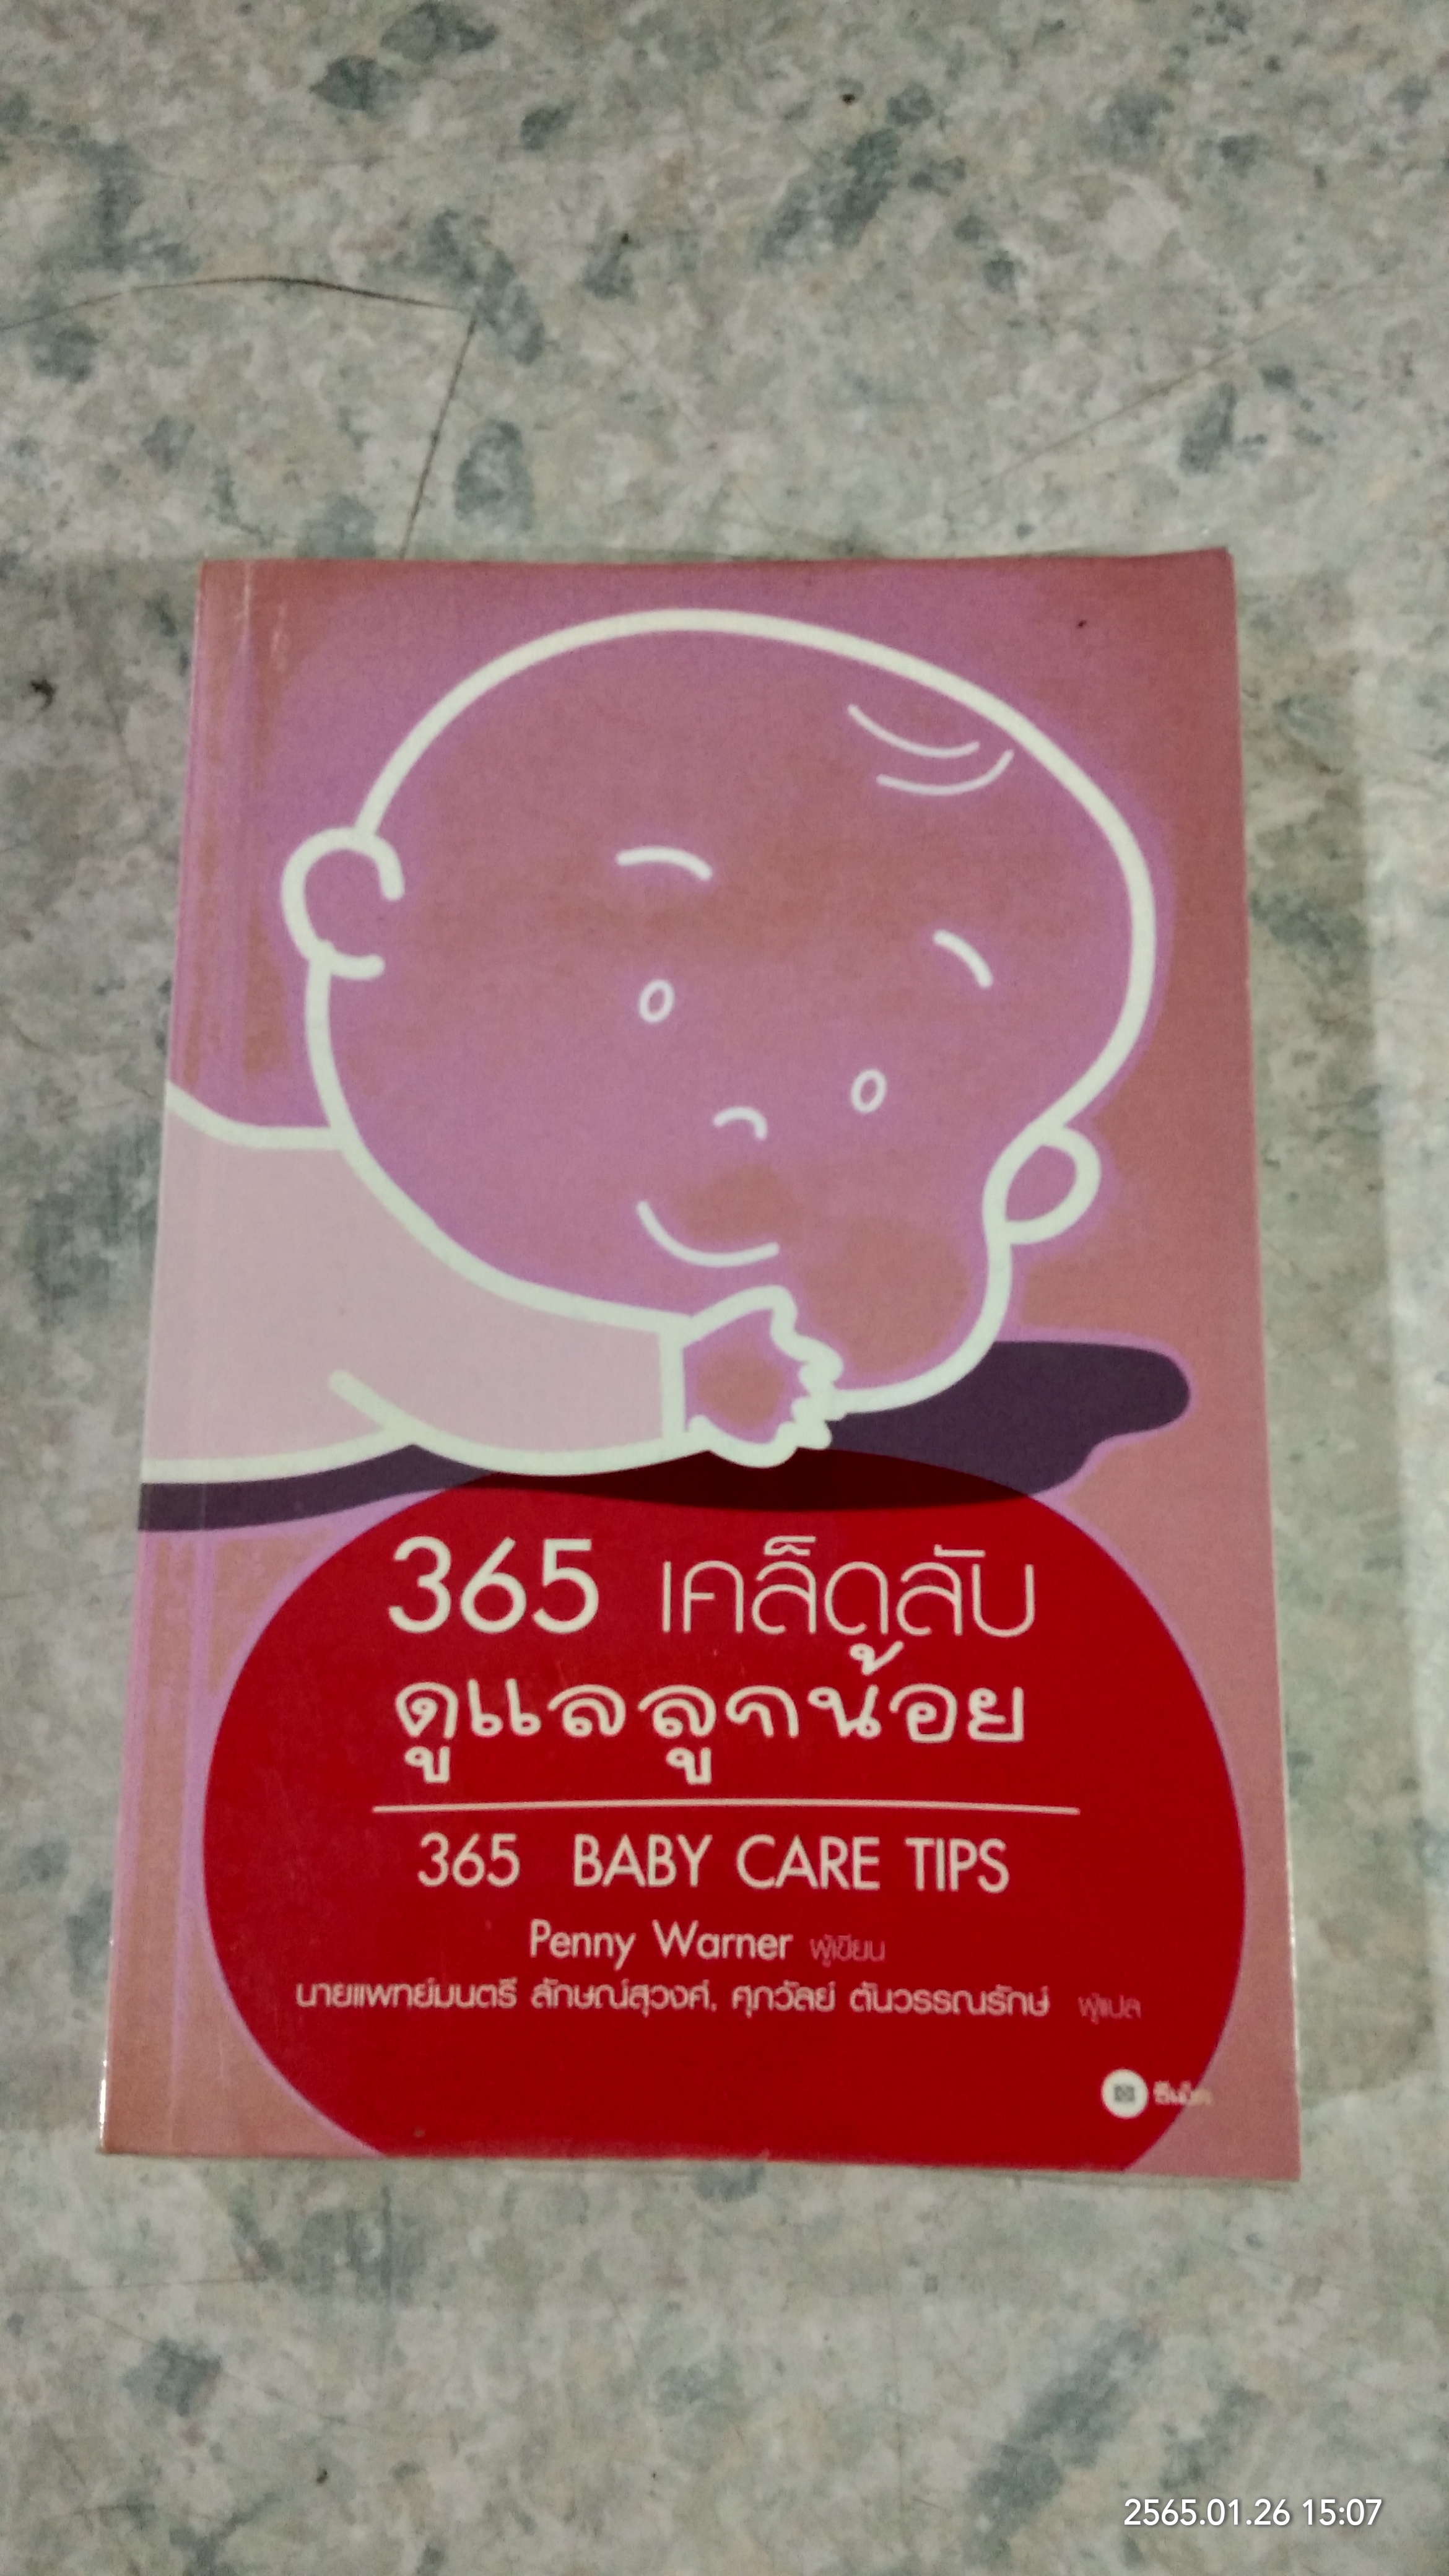 365 เคล็ดลับ
ดูแลลูกน้อย
365 BABY CARE TIPS
Penny Warner ผู้เขียน
นายแพทย์มนตรี ลักษณ์สุวงศ์, ศุภวัลย์ ตันวรรณรักษ์ ผู้แปล
ซีเอ็ด
2565.01.26 15:07